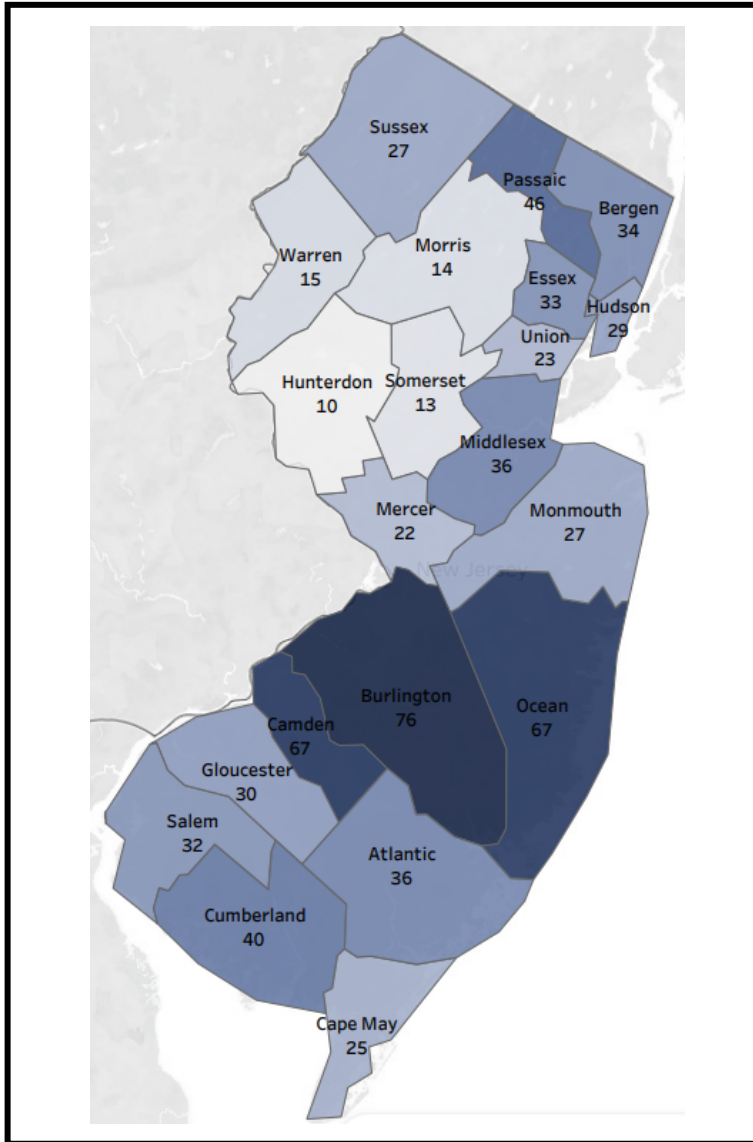 Sussex
27
Passaic
46
Bergen
34
Warren
15
Morris
14
Essex
33
Hudson
29
Union
23
Hunterdon
10
Somerset
13
Middlesex
36
Mercer
22
Monmouth
27
New Jersey
Burlington
76
Ocean
67
Camden
67
Gloucester
30
Salem
32
Atlantic
36
Cumberland
40
Cape May
25